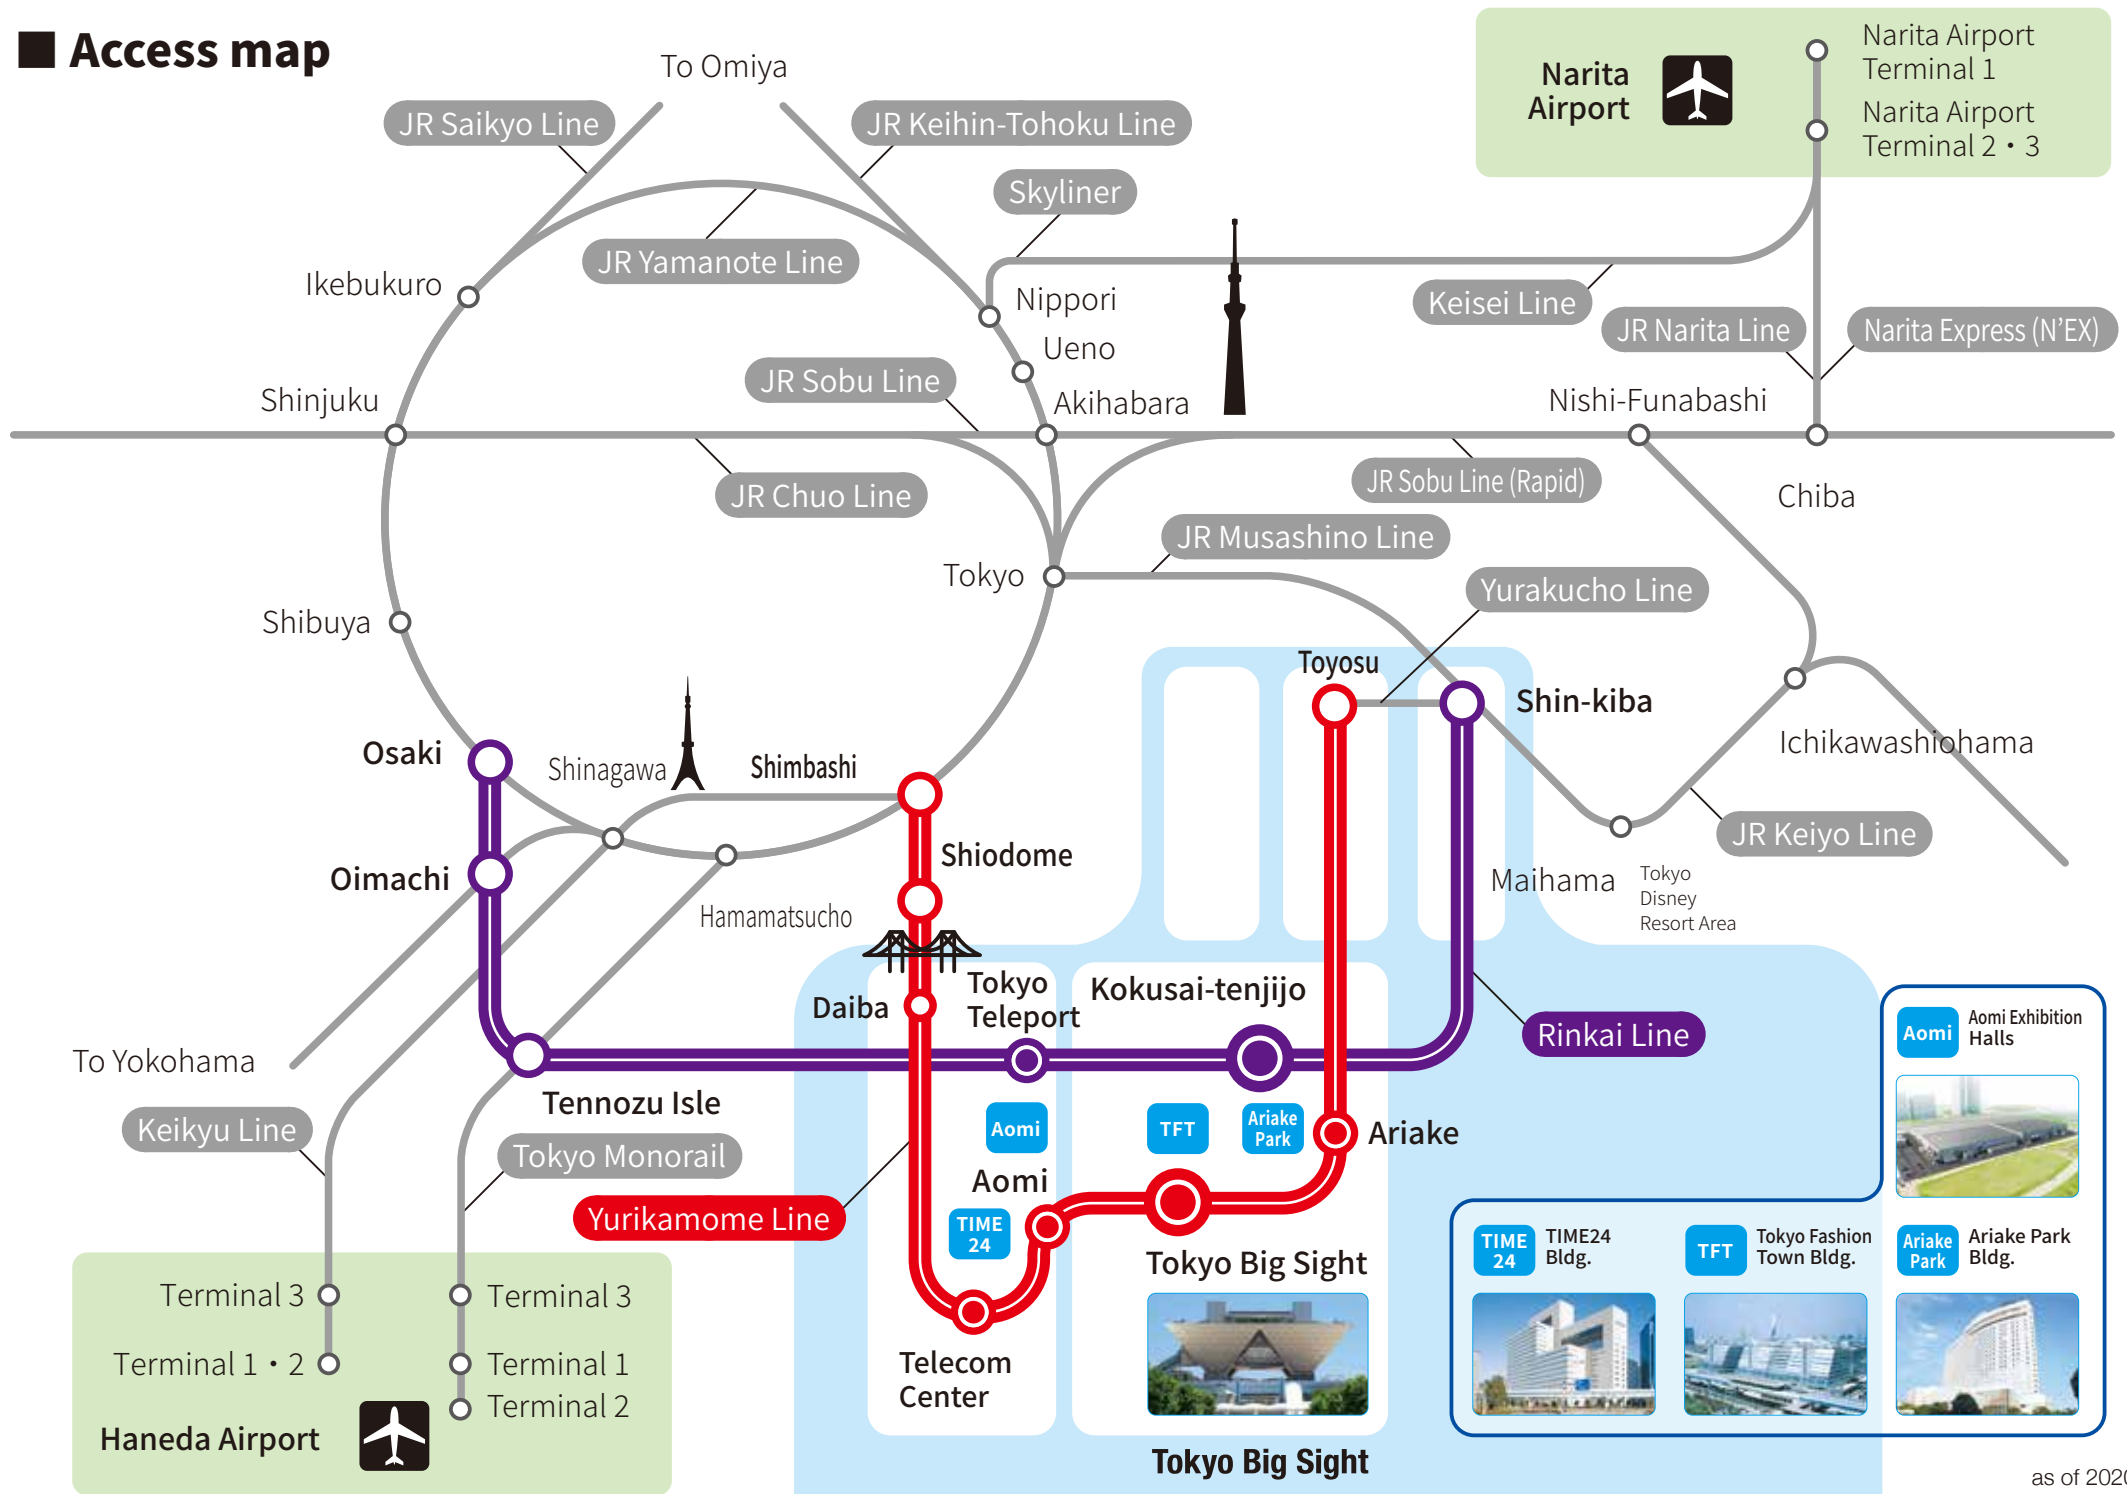 ■ Access map
To Omiya
JR Saikyo Line
JR Keihin-Tohoku Line
Skyliner
JR Yamanote Line
Narita
Airport
Narita Airport
Terminal 1
Narita Airport
Terminal 2・3
Ikebukuro
Nippori
Ueno
Keisei Line
JR Narita Line
Narita Express (N’EX)
JR Sobu Line
Shinjuku
Akihabara
Nishi-Funabashi
JR Chuo Line
JR Sobu Line (Rapid)
Chiba
JR Musashino Line
Tokyo
Yurakucho Line
Shibuya
Toyosu
Shin-kiba
Osaki
Shinagawa
Shimbashi
Ichikawashiohama
JR Keiyo Line
Oimachi
Shiodome
Hamamatsucho
Maihama
Tokyo
Disney
Resort Area
Daiba
Tokyo
Teleport
Kokusai-tenjijo
Rinkai Line
To Yokohama
Tennozu Isle
Keikyu Line
Tokyo Monorail
Aomi
TFT
Ariake
Park
Ariake
Aomi
TIME
24
Yurikamome Line
Tokyo Big Sight
Telecom
Center
Tokyo Big Sight
Terminal 3
Terminal 1・2
Terminal 3
Terminal 1
Terminal 2
Haneda Airport
Aomi
Aomi Exhibition
Halls
TIME
24
TIME24
Bldg.
TFT
Tokyo Fashion
Town Bldg.
Ariake
Park
Ariake Park
Bldg.
as of 2020